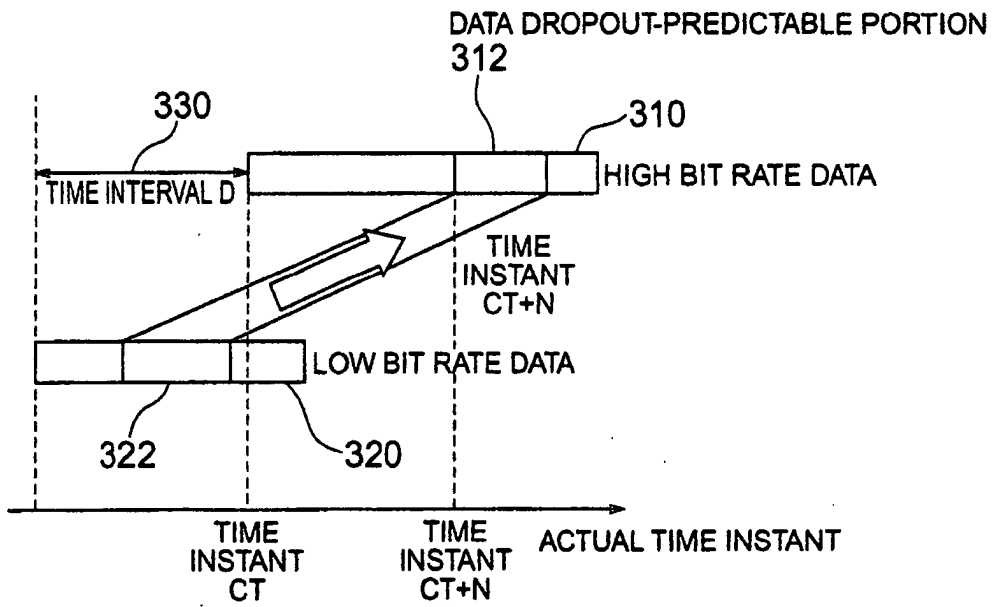 DATA DROPOUT-PREDICTABLE PORTION
312
330
310
TIME INTERVAL D
HIGH BIT RATE DATA
TIME
INSTANT
CT+N
LOW BIT RATE DATA
322
320
TIME
INSTANT
CT
TIME
INSTANT
CT+N
ACTUAL TIME INSTANT